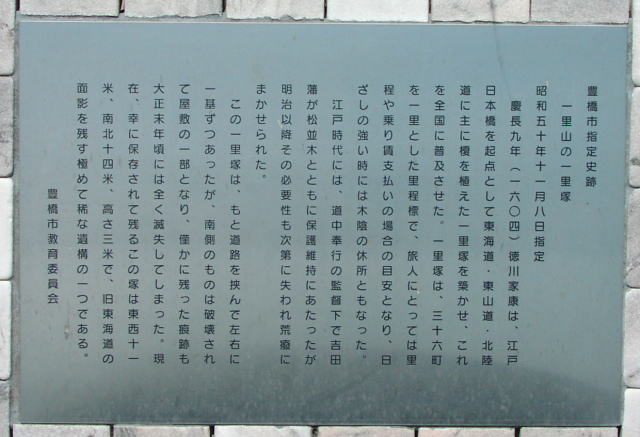 豊橋市指定史跡
一里山の一里塚
昭和五十年十一月八日指定
慶長九年（一六〇四）徳川家康は、江戸
日本橋を起点として東海道・東山道・北陸
道に主に榎を植えた一里塚を築かせ、これ
を全国に普及させた。一里塚は、三十六町
を一里とした里程標で、旅人にとっては里
程や乗り賃支払いの場合の目安となり、日
ざしの強い時には木陰の休所ともなった。
江戸時代には、道中奉行の監督下で吉田
藩が松並木とともに保護維持にあたったが
明治以降その必要性も次第に失われ荒癈に
まかせられた。
この一里塚は、もと道路を挟んで左右に
一基ずつあったが、南側のものは破壊され
て屋敷の一部となり、僅かに残った痕跡も
大正末年頃には全く滅失してしまった。現
在、幸に保存されて残るこの塚は東西十一
米、南北十四米、高さ三米で、旧東海道の
面影を残す極めて稀な遺構の一つである。
豊橋市教育委員会